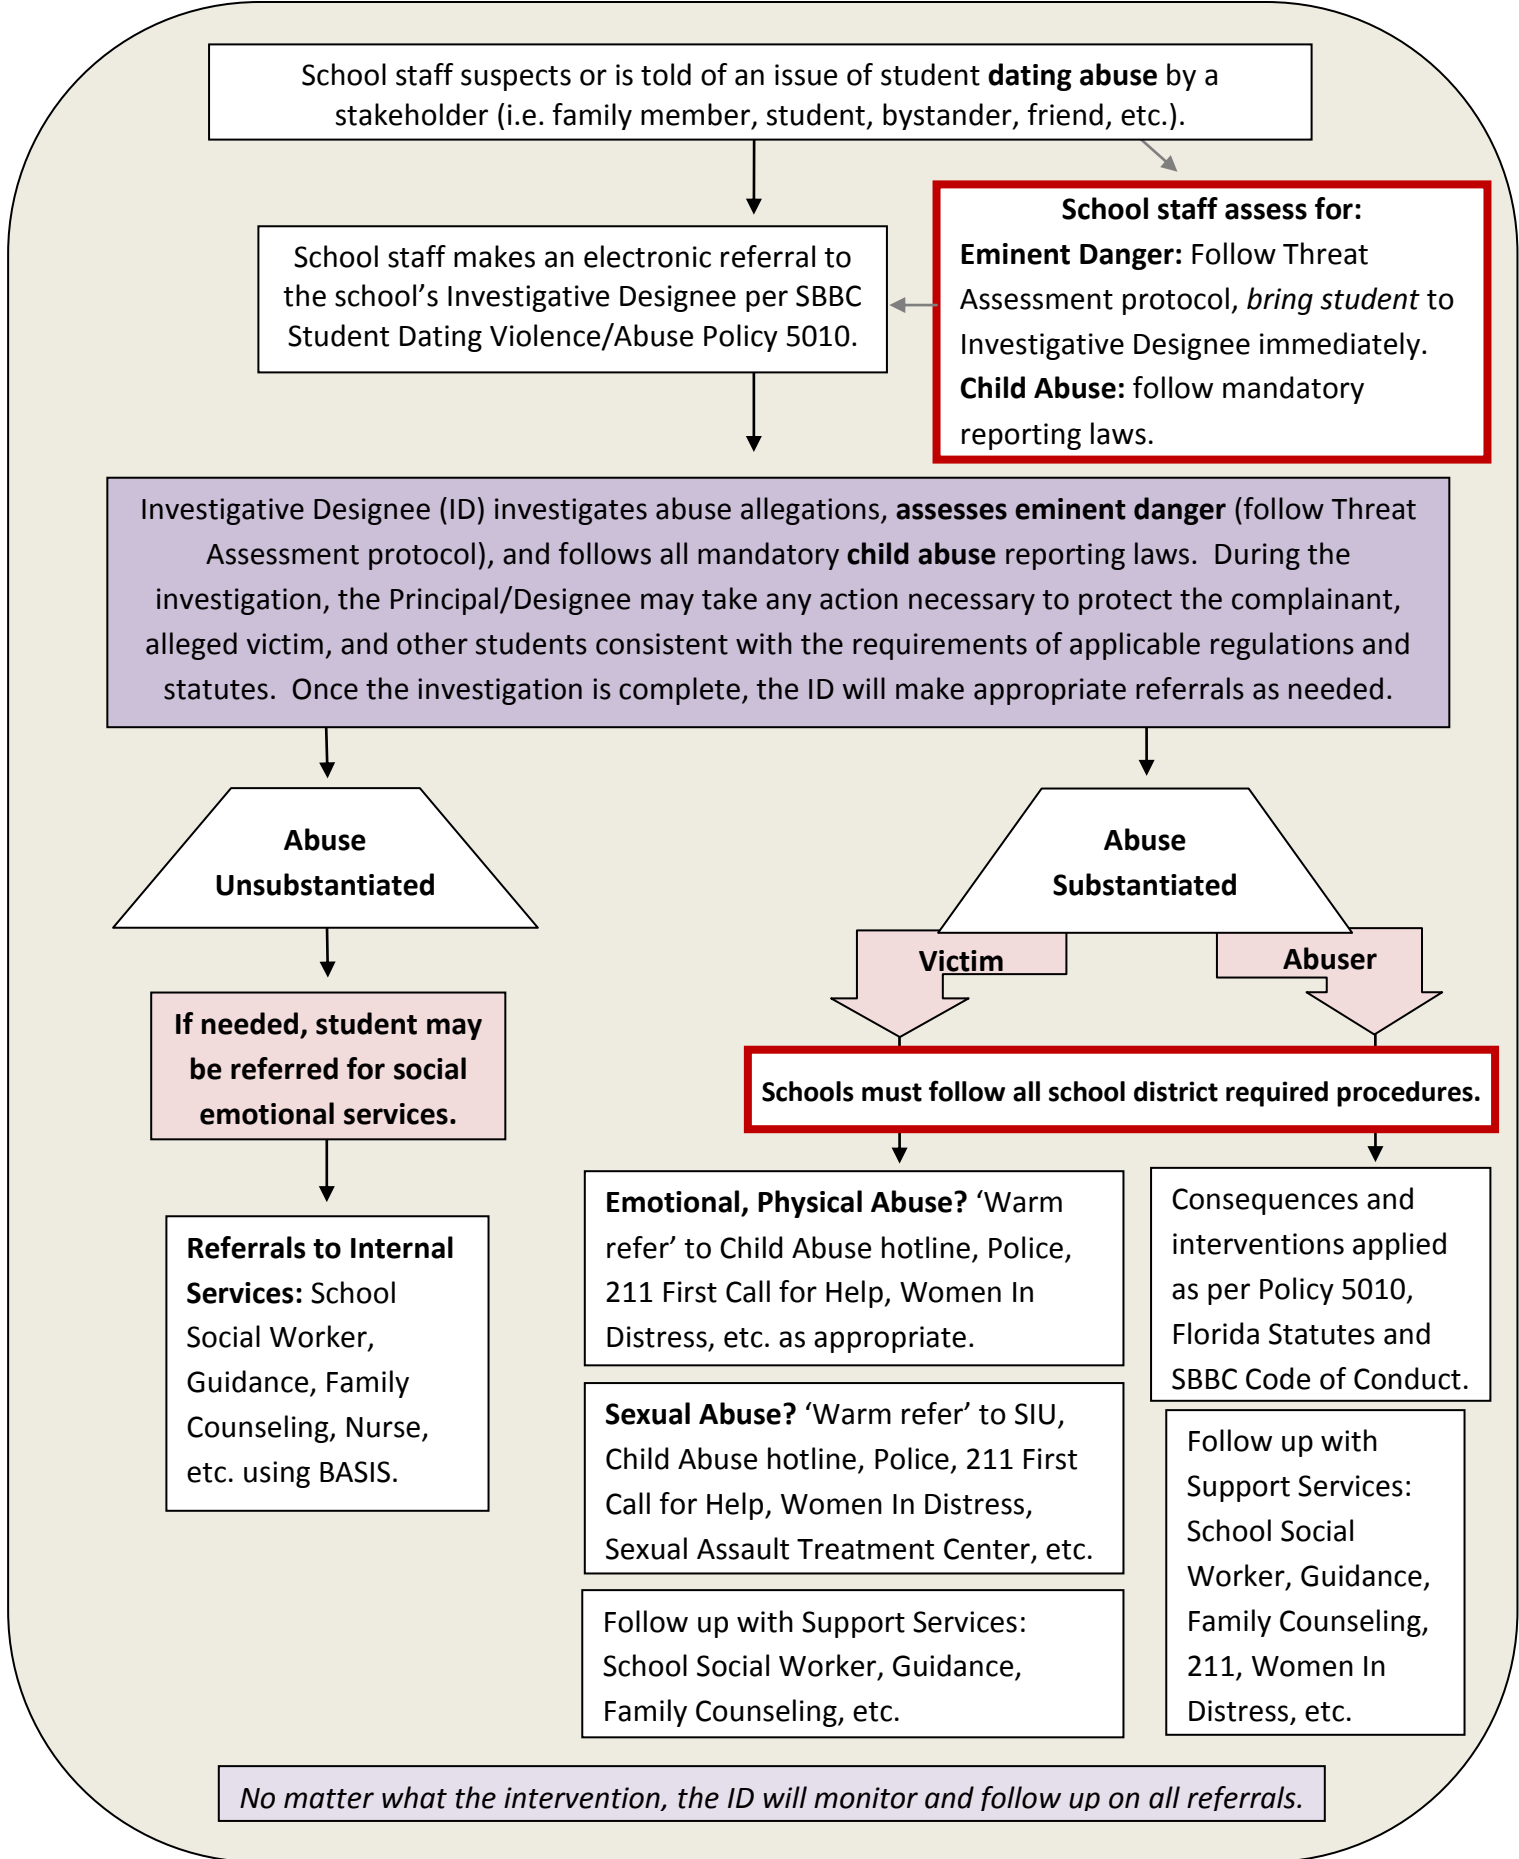 School staff suspects or is told of an issue of student dating abuse by a
stakeholder (i.e. family member, student, bystander, friend, etc.).
School staff assess for:
Eminent Danger: Follow Threat
Assessment protocol, bring student to
Investigative Designee immediately.
Child Abuse: follow mandatory
reporting laws.
School staff makes an electronic referral to
the school’s Investigative Designee per SBBC
Student Dating Violence/Abuse Policy 5010.
Investigative Designee (ID) investigates abuse allegations, assesses eminent danger (follow Threat
Assessment protocol), and follows all mandatory child abuse reporting laws.  During the
investigation, the Principal/Designee may take any action necessary to protect the complainant,
alleged victim, and other students consistent with the requirements of applicable regulations and
statutes.  Once the investigation is complete, the ID will make appropriate referrals as needed.
Abuse
Unsubstantiated
Abuse
Substantiated
Victim
Abuser
If needed, student may
be referred for social
emotional services.
Schools must follow all school district required procedures.
Referrals to Internal
Services: School
Social Worker,
Guidance, Family
Counseling, Nurse,
etc. using BASIS.
Emotional, Physical Abuse? ‘Warm
refer’ to Child Abuse hotline, Police,
211 First Call for Help, Women In
Distress, etc. as appropriate.
Sexual Abuse? ‘Warm refer’ to SIU,
Child Abuse hotline, Police, 211 First
Call for Help, Women In Distress,
Sexual Assault Treatment Center, etc.
Follow up with Support Services:
School Social Worker, Guidance,
Family Counseling, etc.
Consequences and
interventions applied
as per Policy 5010,
Florida Statutes and
SBBC Code of Conduct.
Follow up with
Support Services:
School Social
Worker, Guidance,
Family Counseling,
211, Women In
Distress, etc.
No matter what the intervention, the ID will monitor and follow up on all referrals.